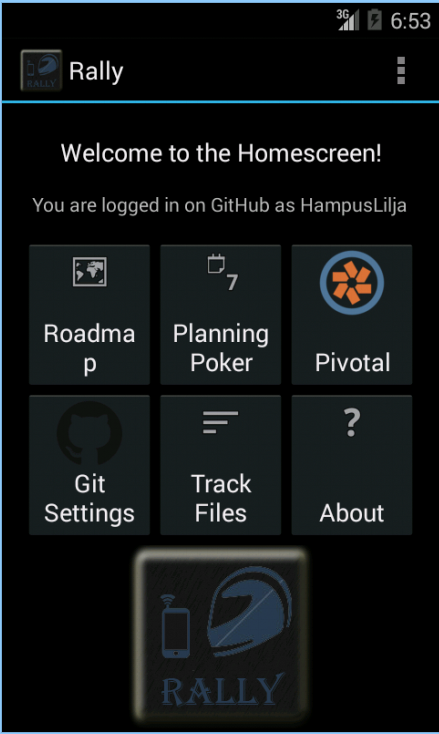 3G 6:53
RALLY Rally
Welcome to the Homescreen!
You are logged in on GitHub as HampusLilja
7
Roadma
p
Planning
Poker
Pivotal
Git
Settings
Track
Files
?
About
RALLY